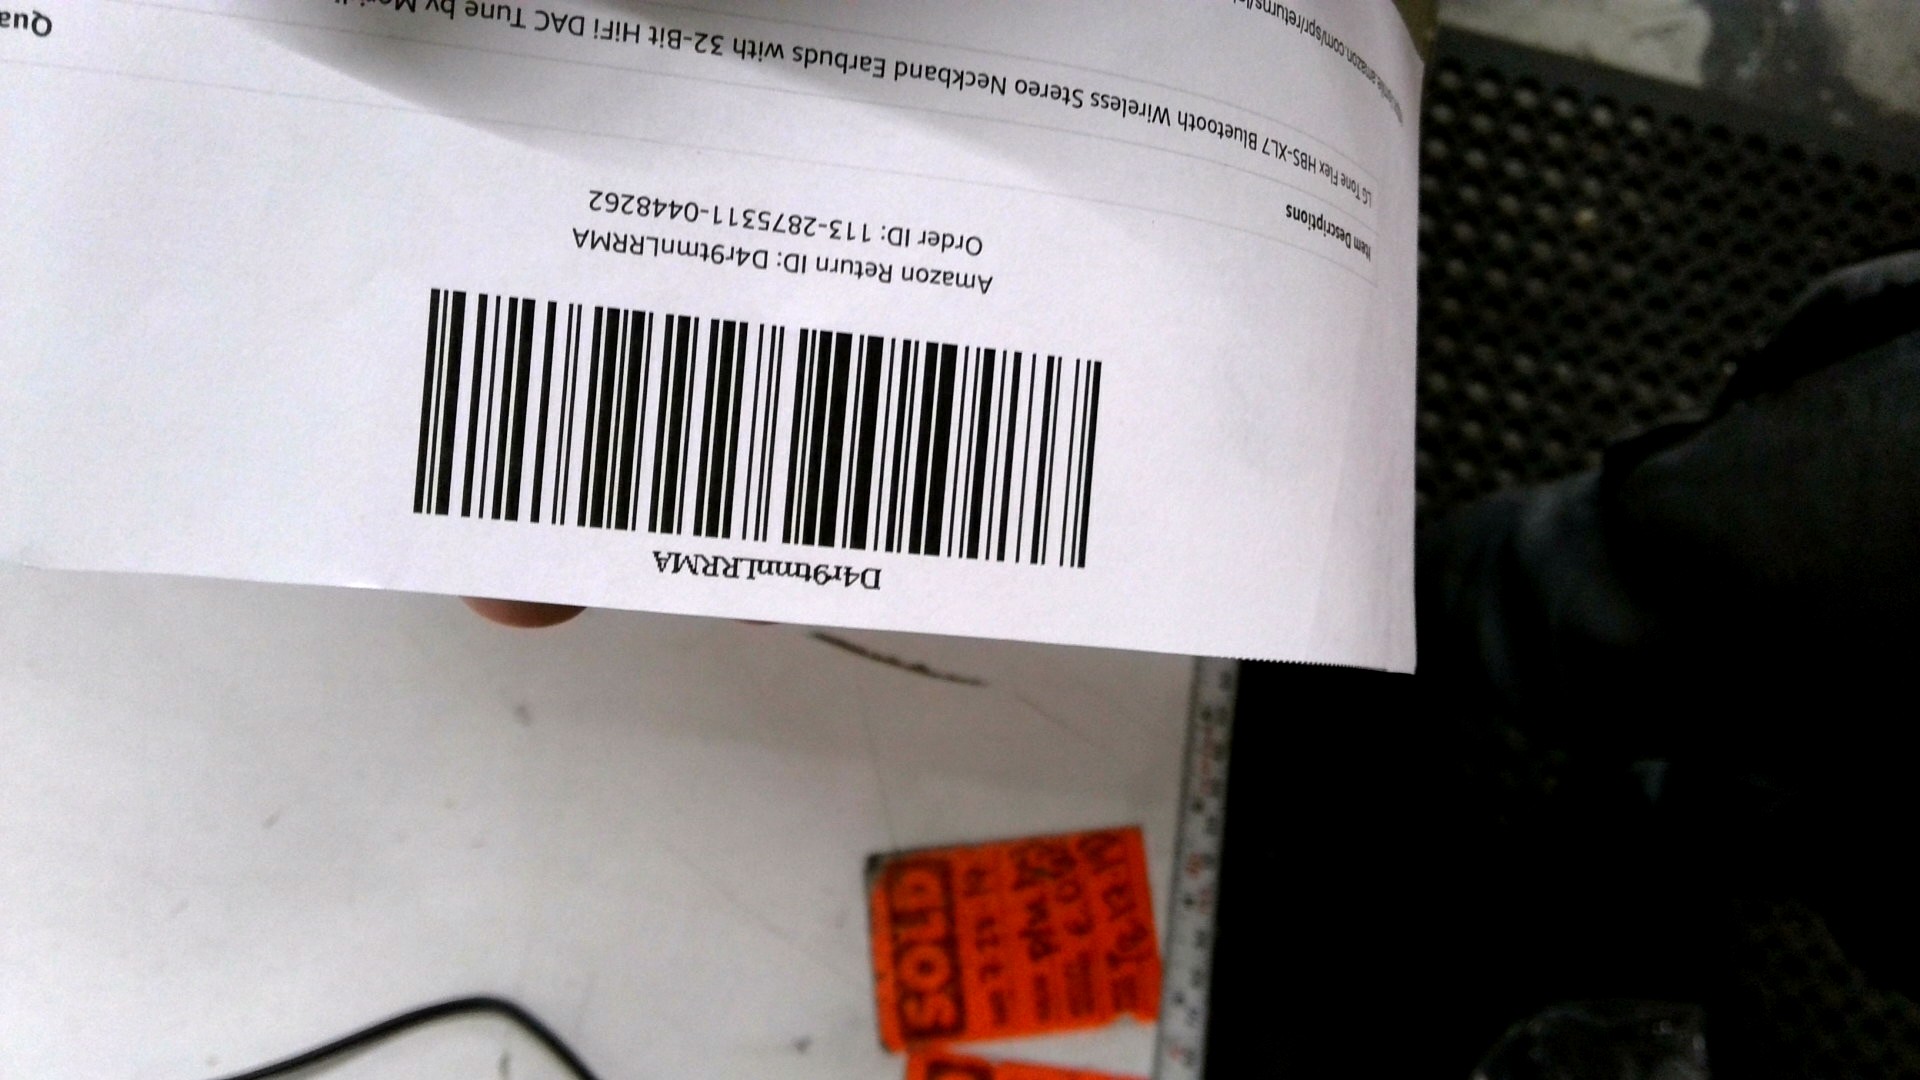 D4r9tmnLRRMA
Amazon Return ID: D4r9tmnLRRMA
Order ID: 113-2875311-0448262
Item Descriptions
Qua
LG Tone Flex HBS-XL7 Bluetooth Wireless Stereo Neckband Earbuds with 32-Bit HiFi DAC Tune by
SOLD